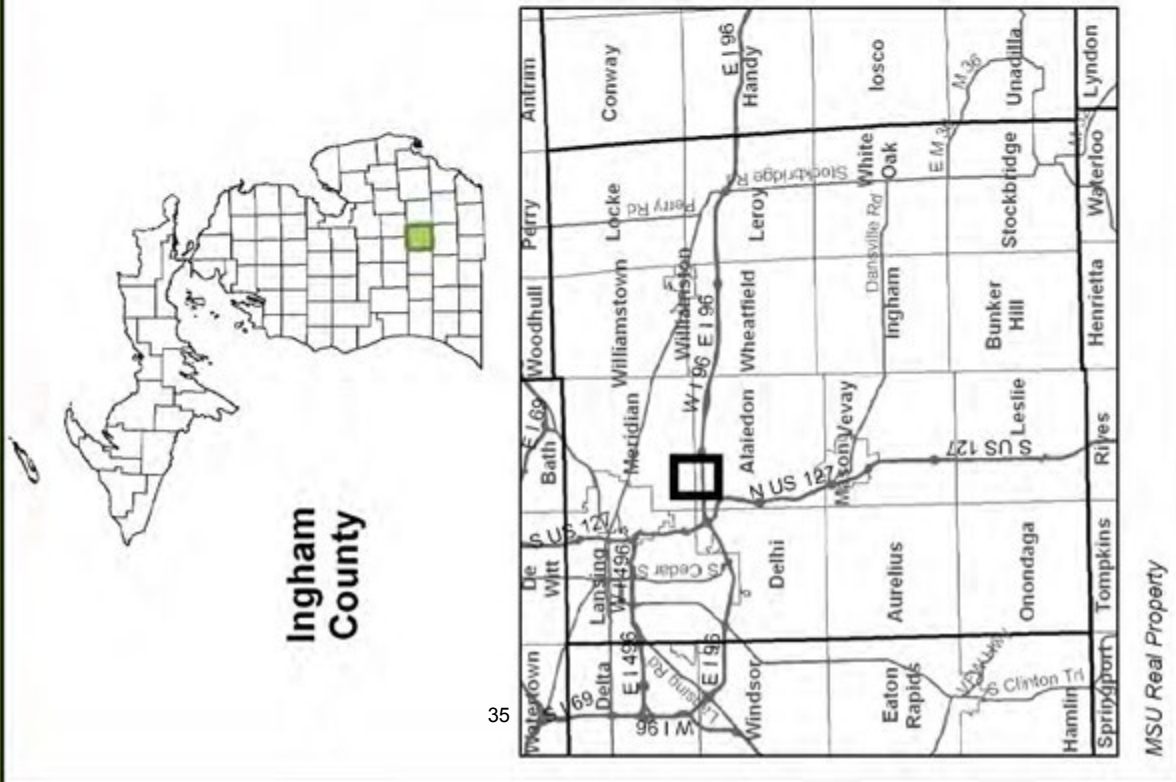 Ingham
County
35
Watertown
De
Witt
Bath
Woodhull
Perry
Antrim
S I 69
E I 69
S US 127
Delta
Lansing
Meridian
Williamstown
Locke
Conway
E I 496
W I 496
S Cedar St
Lansing Rd
Perry Rd
Williamston
W I 96
E I 96
W I 96
E I 96
E I 96
Windsor
Delhi
Alaiedon
Wheatfield
Leroy
Handy
N US 127
Stockbridge R
Eaton
Rapids
Aurelius
Mason
Vevay
Ingham
Dansville Rd
White
Oak
Iosco
E M 36
M 36
S US 127
S Clinton Trl
Hamlin
Onondaga
Leslie
Bunker
Hill
Stockbridge
Unadilla
Springport
Tompkins
Rives
Henrietta
Waterloo
Lyndon
MSU Real Property